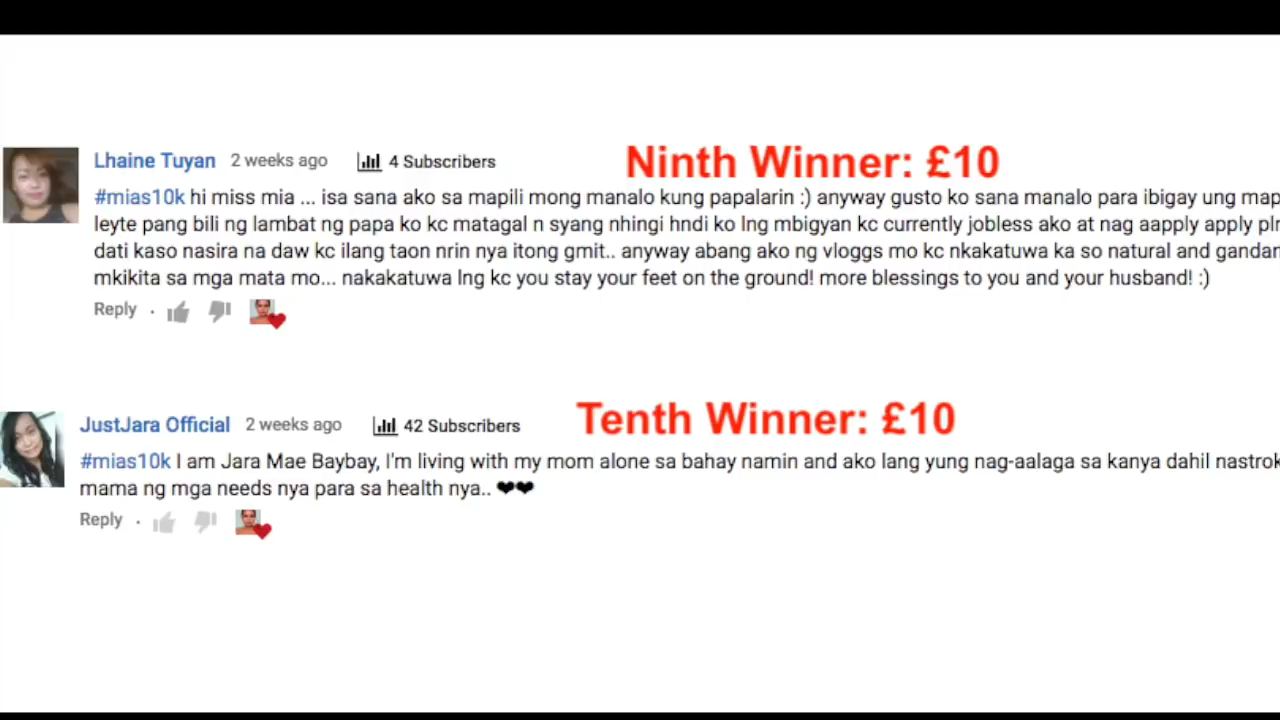 Lhaine Tuyan 2 weeks ago 4 Subscribers
Ninth Winner: £10
#mias10k hi miss mia ... isa sana ako sa mapili mong manalo kung papalarin :) anyway gusto ko sana manalo para ibigay ung
leyte pang bili ng lambat ng papa ko kc matagal n syang nhingi hndi ko lng mbigyan kc currently jobless ako at nag aapply apply
dati kaso nasira na daw kc ilang taon nrin nya itong gmit.. anyway abang ako ng vloggs mo kc nkakatuwa ka so natural and
mkikita sa mga mata mo... nakakatuwa lng kc you stay your feet on the ground! more blessings to you and your husband! :)
Reply
JustJara Official 2 weeks ago 42 Subscribers
Tenth Winner: £10
#mias10k I am Jara Mae Baybay, I'm living with my mom alone sa bahay namin and ako lang yung nag-aalaga sa kanya dahil
mama ng mga needs nya para sa health nya.. ❤❤
Reply